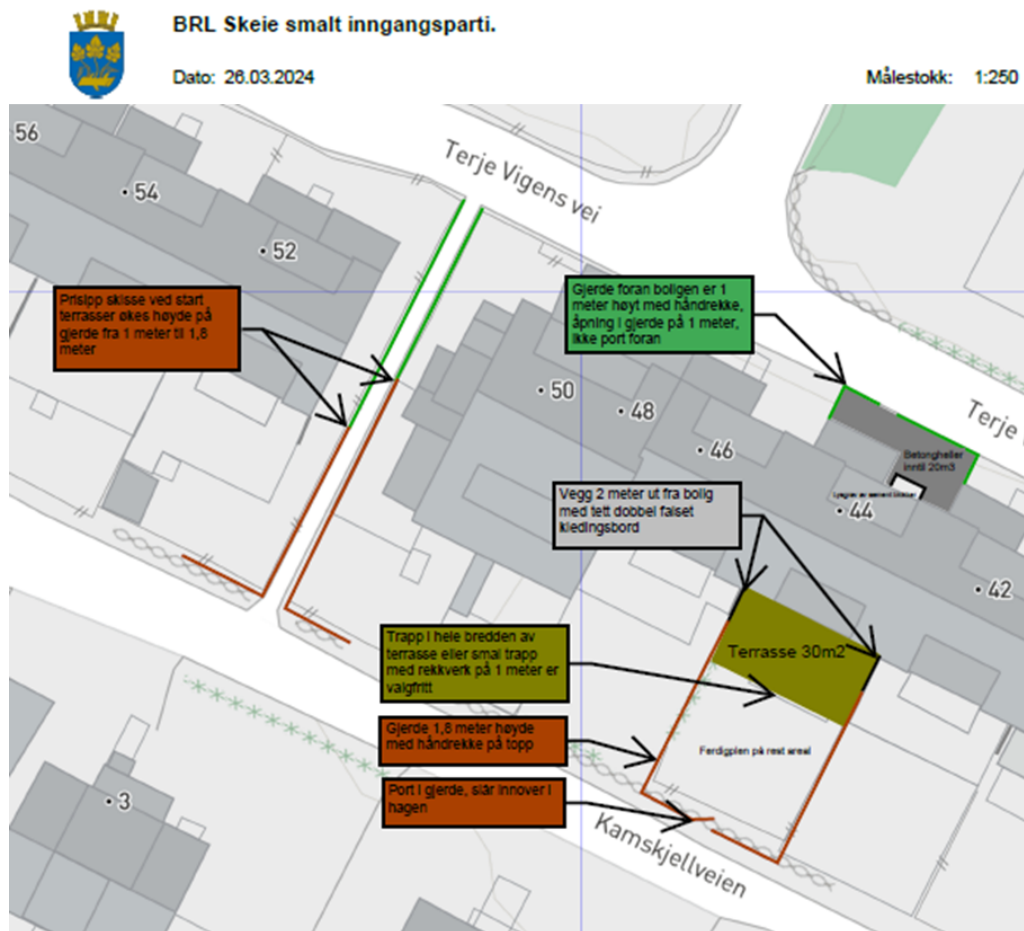 BRL Skeie smalt inngangsparti.
Dato: 26.03.2024
Målestokk: 1:250
56
54
52
Terje Vigens vei
Prisipp skisse ved start
terrasser økes høyde på
gjerde fra 1 meter til 1,8
meter
Gjerde foran boligen er 1
meter høyt med håndrekke,
åpning i gjerde på 1 meter,
ikke port foran
50
48
46
Terje
Betongheller
inntil 20m3
44
42
Vegg 2 meter ut fra bolig
med tett dobbel falset
kledingsbord
Trapp i hele bredden av
terrasse eller smal trapp
med rekkverk på 1 meter er
valgfritt
Terrasse 30m2
Gjerde 1,8 meter høyde
med håndrekke på topp
Ferdigplen på rest areal
Port i gjerde, slår innover i
hagen
3
Kamskjellveien